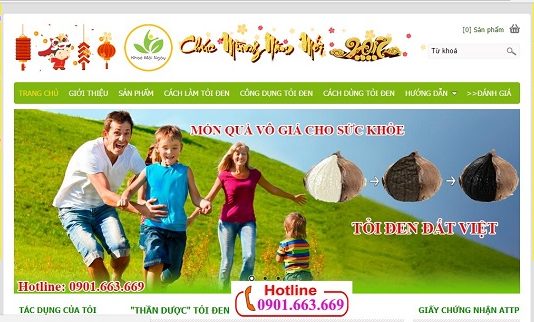 [0] Sản phẩm
Khoẻ Mỗi Ngày
Chúc Mừng Năm Mới 2017
Từ khoá
TRANG CHỦ GIỚI THIỆU SẢN PHẨM CÁCH LÀM TỎI ĐEN CÔNG DỤNG TỎI ĐEN CÁCH DÙNG TỎI ĐEN HƯỚNG DẪN >>ĐÁNH GIÁ
MÓN QUÀ VÔ GIÁ CHO SỨC KHỎE
TỎI ĐEN ĐẤT VIỆT
Hotline: 0901.663.669
Hotline
0901.663.669
TÁC DỤNG CỦA TỎI
"THẦN DƯỢC" TỎI ĐEN
GIẤY CHỨNG NHẬN ATTP